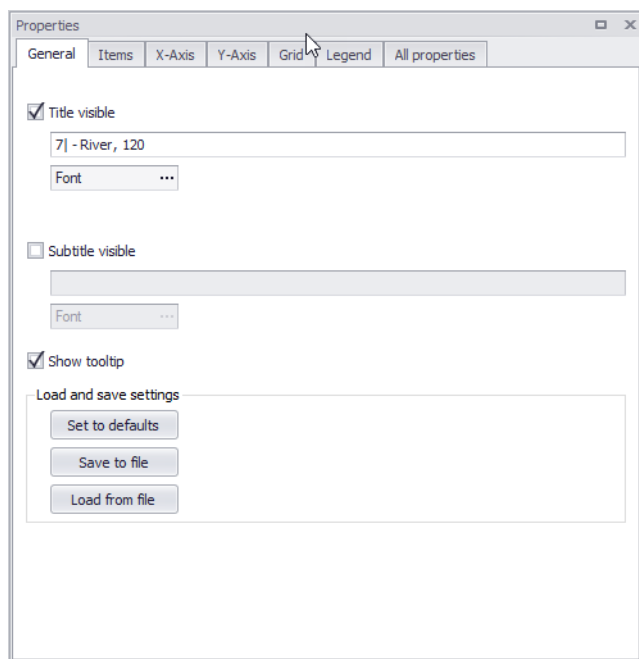 Properties
General Items X-Axis Y-Axis Grid Legend All properties
Title visible
7| - River, 120
Font ...
Subtitle visible
Font ...
Show tooltip
Load and save settings
Set to defaults
Save to file
Load from file